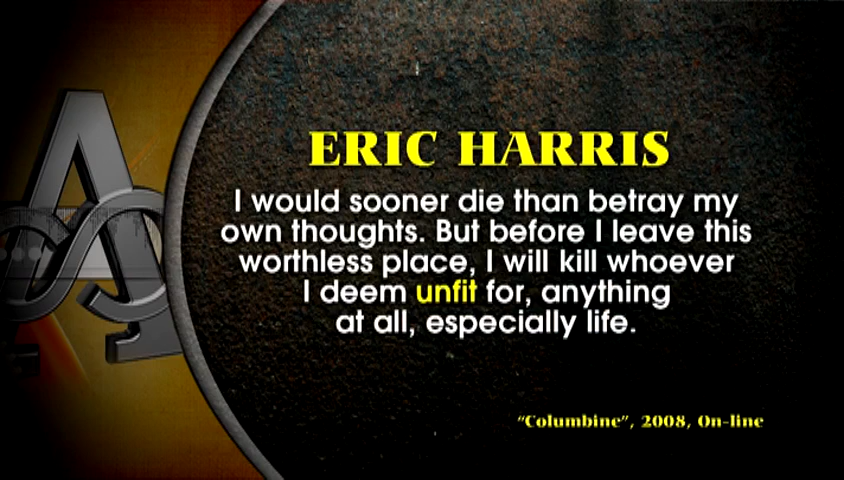 ERIC HARRIS
I would sooner die than betray my
own thoughts. But before I leave this
worthless place, I will kill whoever
I deem unfit for, anything
at all, especially life.
"Columbine", 2008, On-line